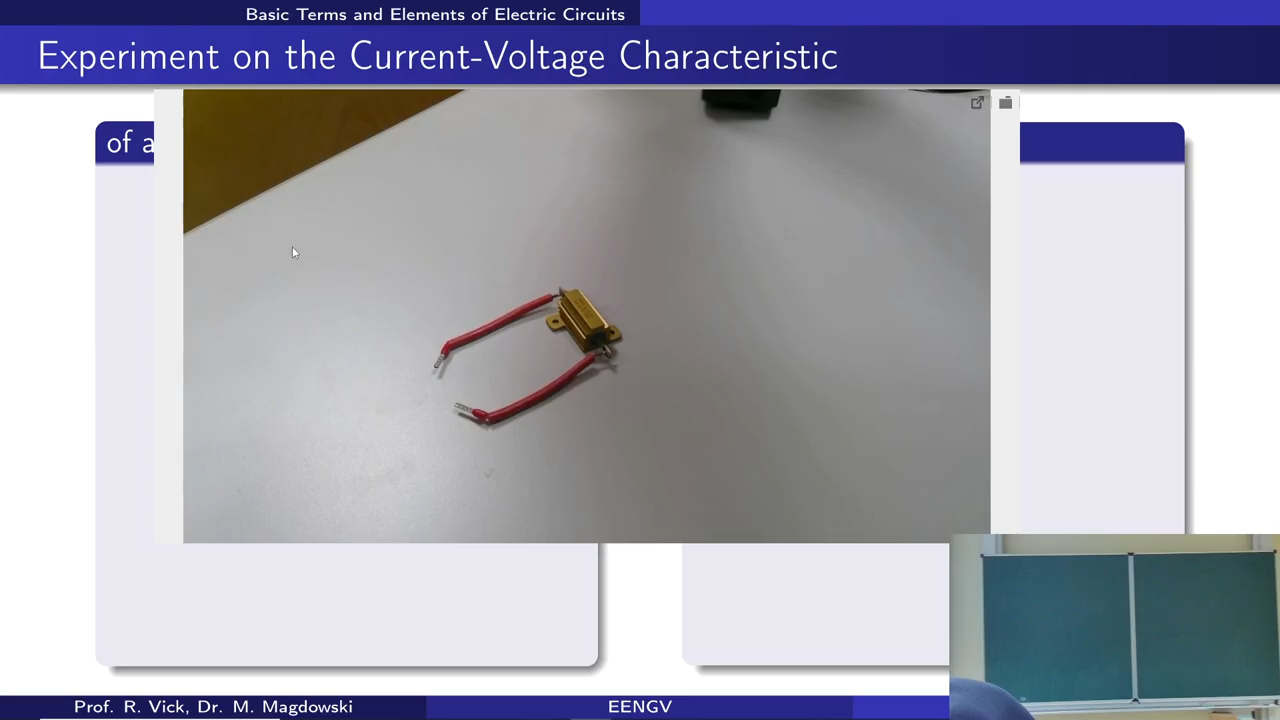 Basic Terms and Elements of Electric Circuits
Experiment on the Current-Voltage Characteristic
of a
Prof. R. Vick, Dr. M. Magdowski
EENGV